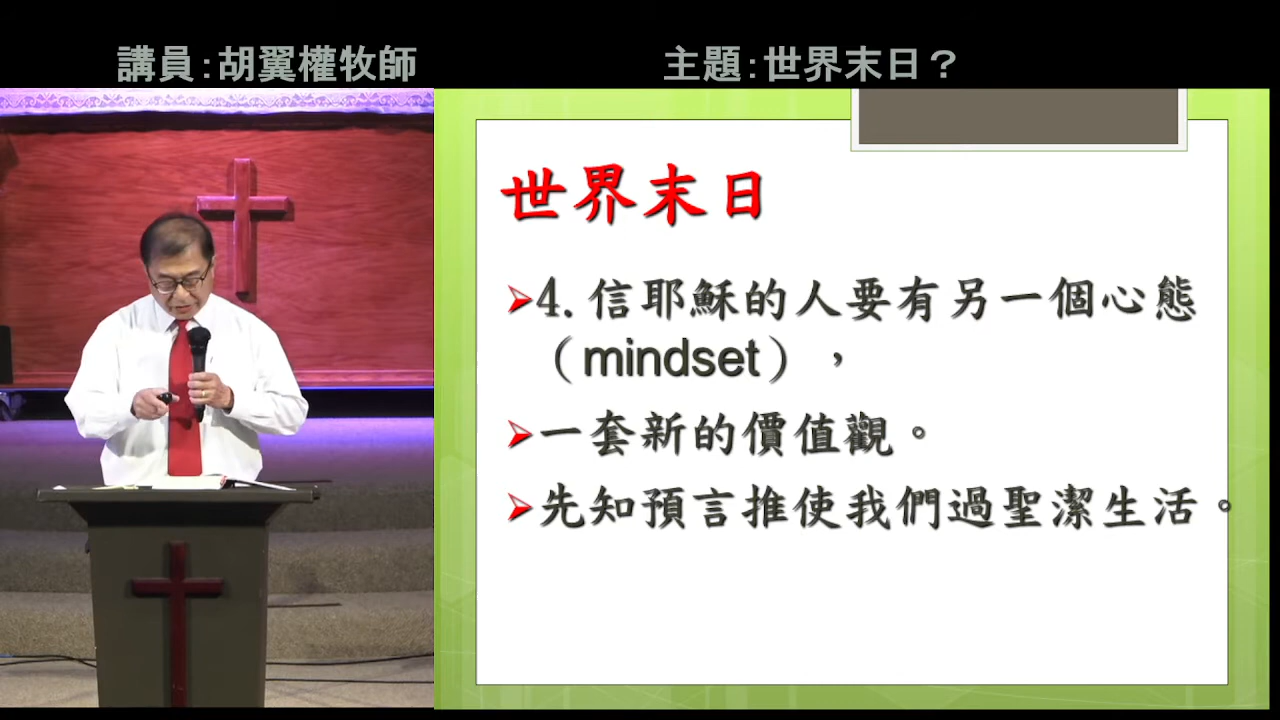 講員:胡翼權牧師
主題:世界末日？
世界末日
4.信耶穌的人要有另一個心態
（mindset），
一套新的價值觀。
先知預言推使我們過聖潔生活。